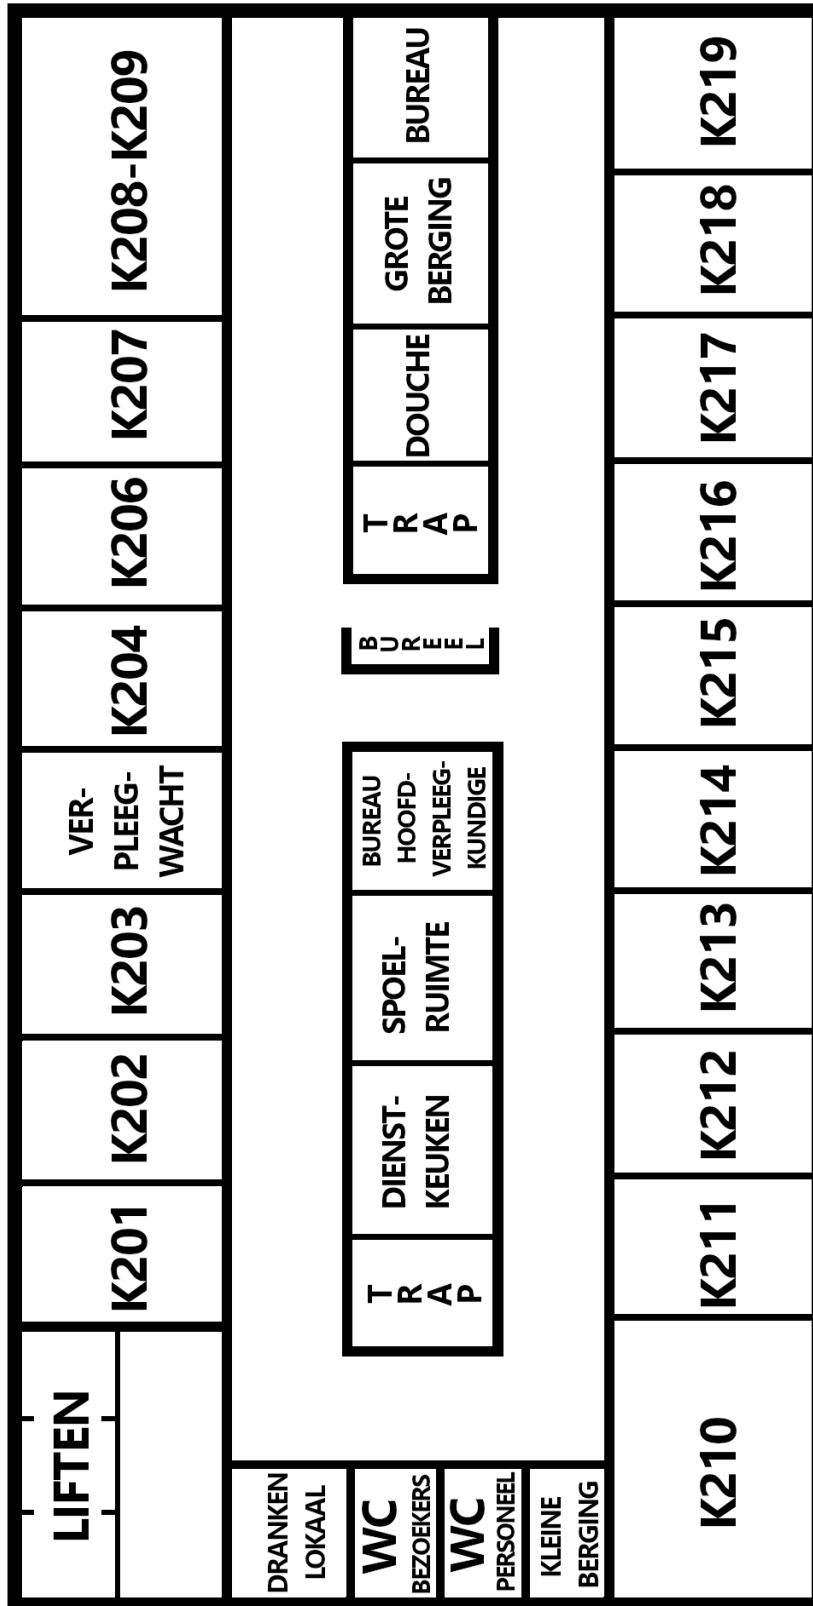 LIFTEN
K201
K202
K203
VER-
PLEEG-
WACHT
K204
K206
K207
K208-K209
DRANKEN
LOKAAL
WC
BEZOEKERS
WC
PERSONEEL
KLEINE
BERGING
T
R
A
P
DIENST-
KEUKEN
SPOEL-
RUIMTE
BUREAU
HOOFD-
VERPLEEG-
KUNDIGE
B
U
R
E
E
L
T
R
A
P
DOUCHE
GROTE
BERGING
BUREAU
K210
K211
K212
K213
K214
K215
K216
K217
K218
K219